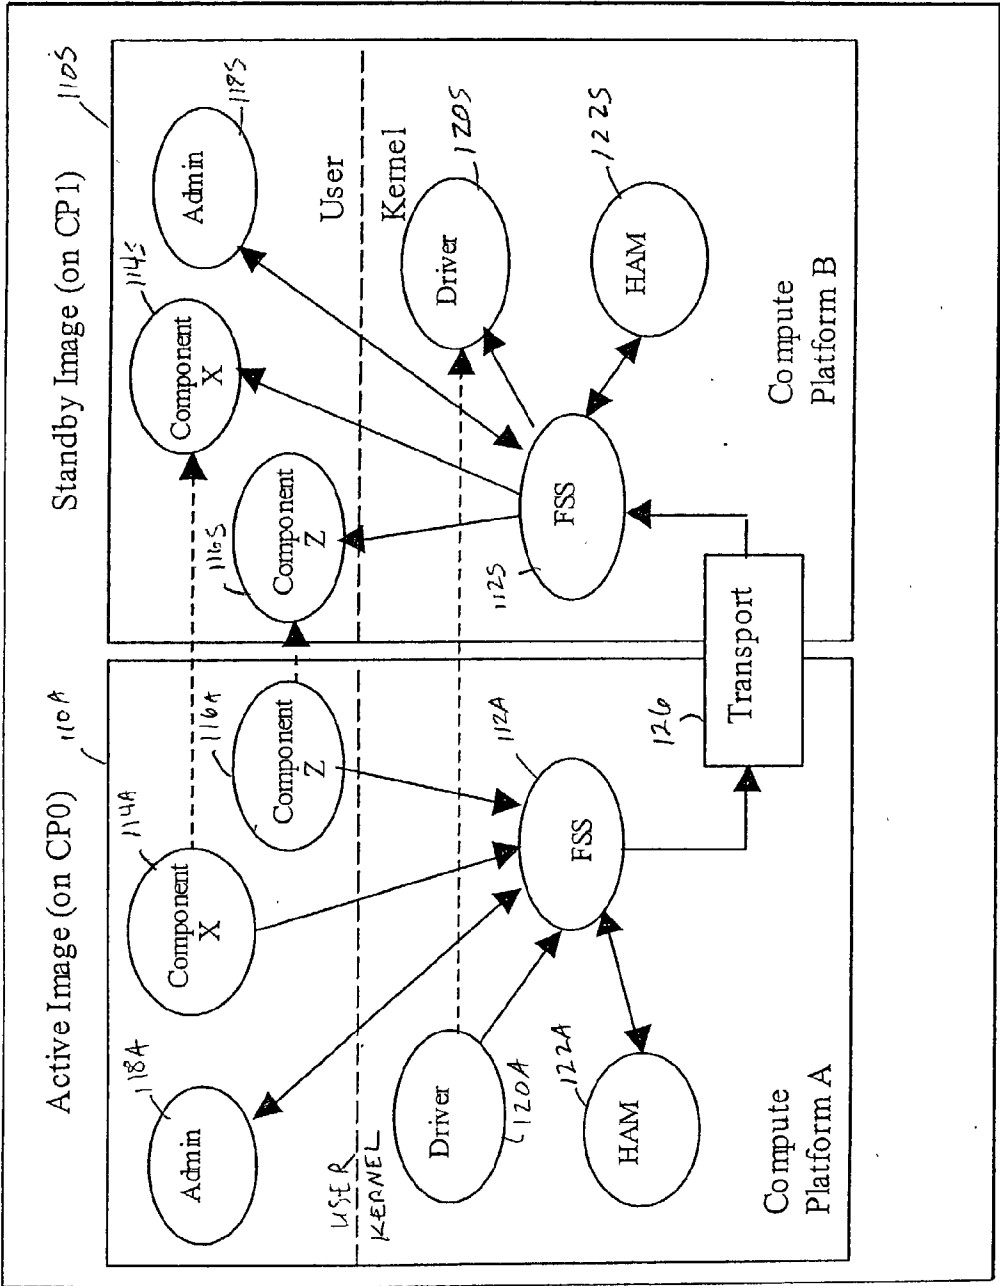 Active Image (on CP0)
110A
Standby Image (on CP1)
110S
118A
Admin
114A
Component
X
116A
Component
Z
USER
KERNEL
Driver
120A
112A
FSS
122A
HAM
Compute
Platform A
126
Transport
116S
Component
Z
114S
Component
X
Admin
118S
User
Kernel
Driver
120S
112S
FSS
HAM
122S
Compute
Platform B